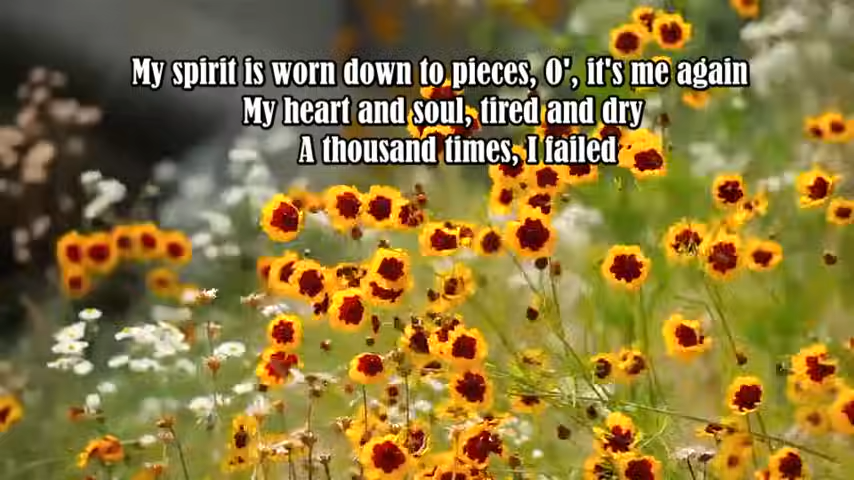 My spirit is worn down to pieces, O', it's me again
My heart and soul, tired and dry
A thousand times, I failed